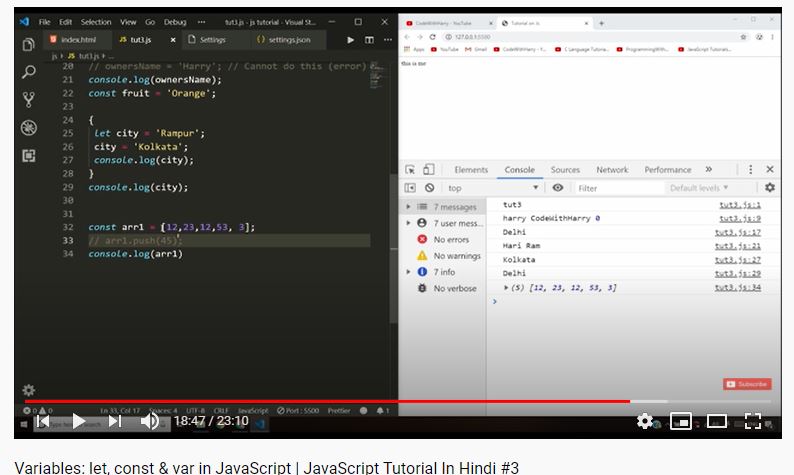 File Edit Selection View Go Debug ··· tut3.js - js tutorial - Visual St...
index.html JS tut3.js × Settings {} settings.json
js > JS tut3.js > ...
20 // ownersName = 'Harry'; // Cannot do this (error)
21 console.log(ownersName);
22 const fruit = 'Orange';
23
24 {
25 let city = 'Rampur';
26 city = 'Kolkata';
27 console.log(city);
28 }
29 console.log(city);
30
31
32 const arr1 = [12,23,12,53, 3];
33 // arr1.push(45);
34 console.log(arr1)
0 0 Ln 33, Col 17 Spaces: 4 UTF-8 CRLF JavaScript Port : 5500 Prettier 1
CodeWithHarry - YouTube × Tutorial on Js × +
127.0.0.1:5500
Apps YouTube Gmail CodeWithHarry - Y... C Language Tutoria... ProgrammingWith... JavaScript Tutorials...
this is me
Elements Console Sources Network Performance » ×
top Filter Default levels
7 messages
7 user mess...
No errors
No warnings
7 info
No verbose
tut3 tut3.js:1
harry CodeWithHarry 0 tut3.js:9
Delhi tut3.js:17
Hari Ram tut3.js:21
Kolkata tut3.js:27
Delhi tut3.js:29
(5) [12, 23, 12, 53, 3] tut3.js:34
>
Subscribe
18:47 / 23:10
Variables: let, const & var in JavaScript | JavaScript Tutorial In Hindi #3